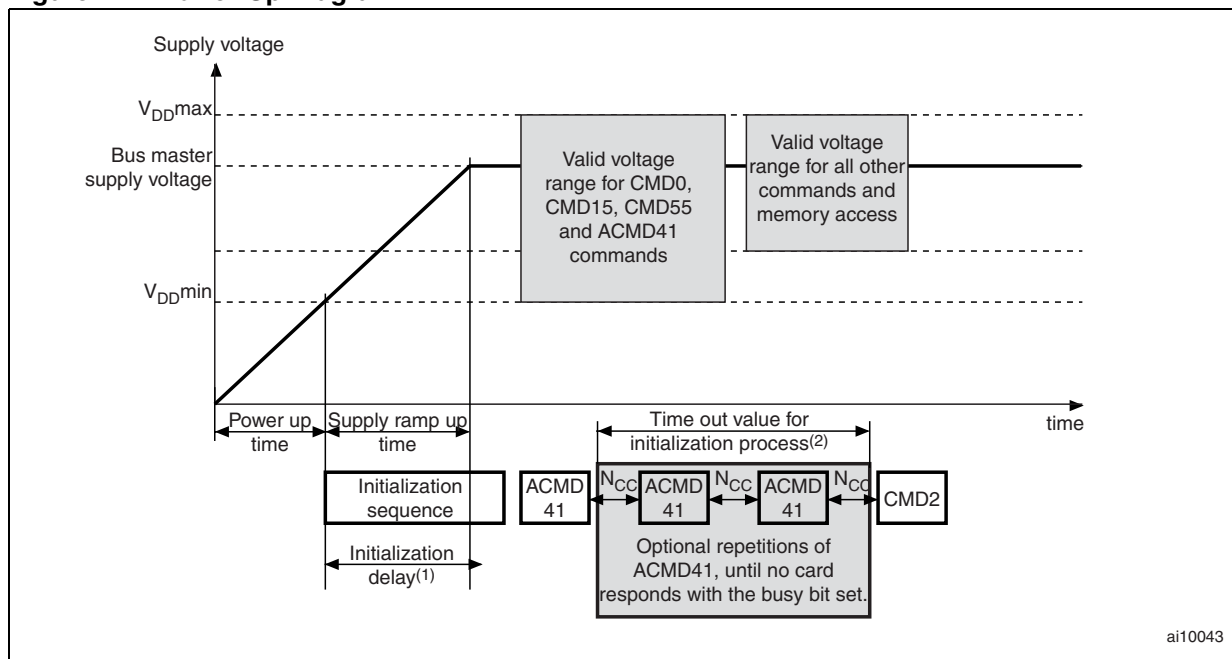 Supply voltage
V_DDmax
Bus master
supply voltage
V_DDmin
Valid voltage
range for CMD0,
CMD15, CMD55
and ACMD41
commands
Valid voltage
range for all other
commands and
memory access
Power up
time
Supply ramp up
time
Time out value for
initialization process(2)
time
Initialization
sequence
ACMD
41
N_CC
ACMD
41
N_CC
ACMD
41
N_CC
CMD2
Initialization
delay(1)
Optional repetitions of
ACMD41, until no card
responds with the busy bit set.
ai10043